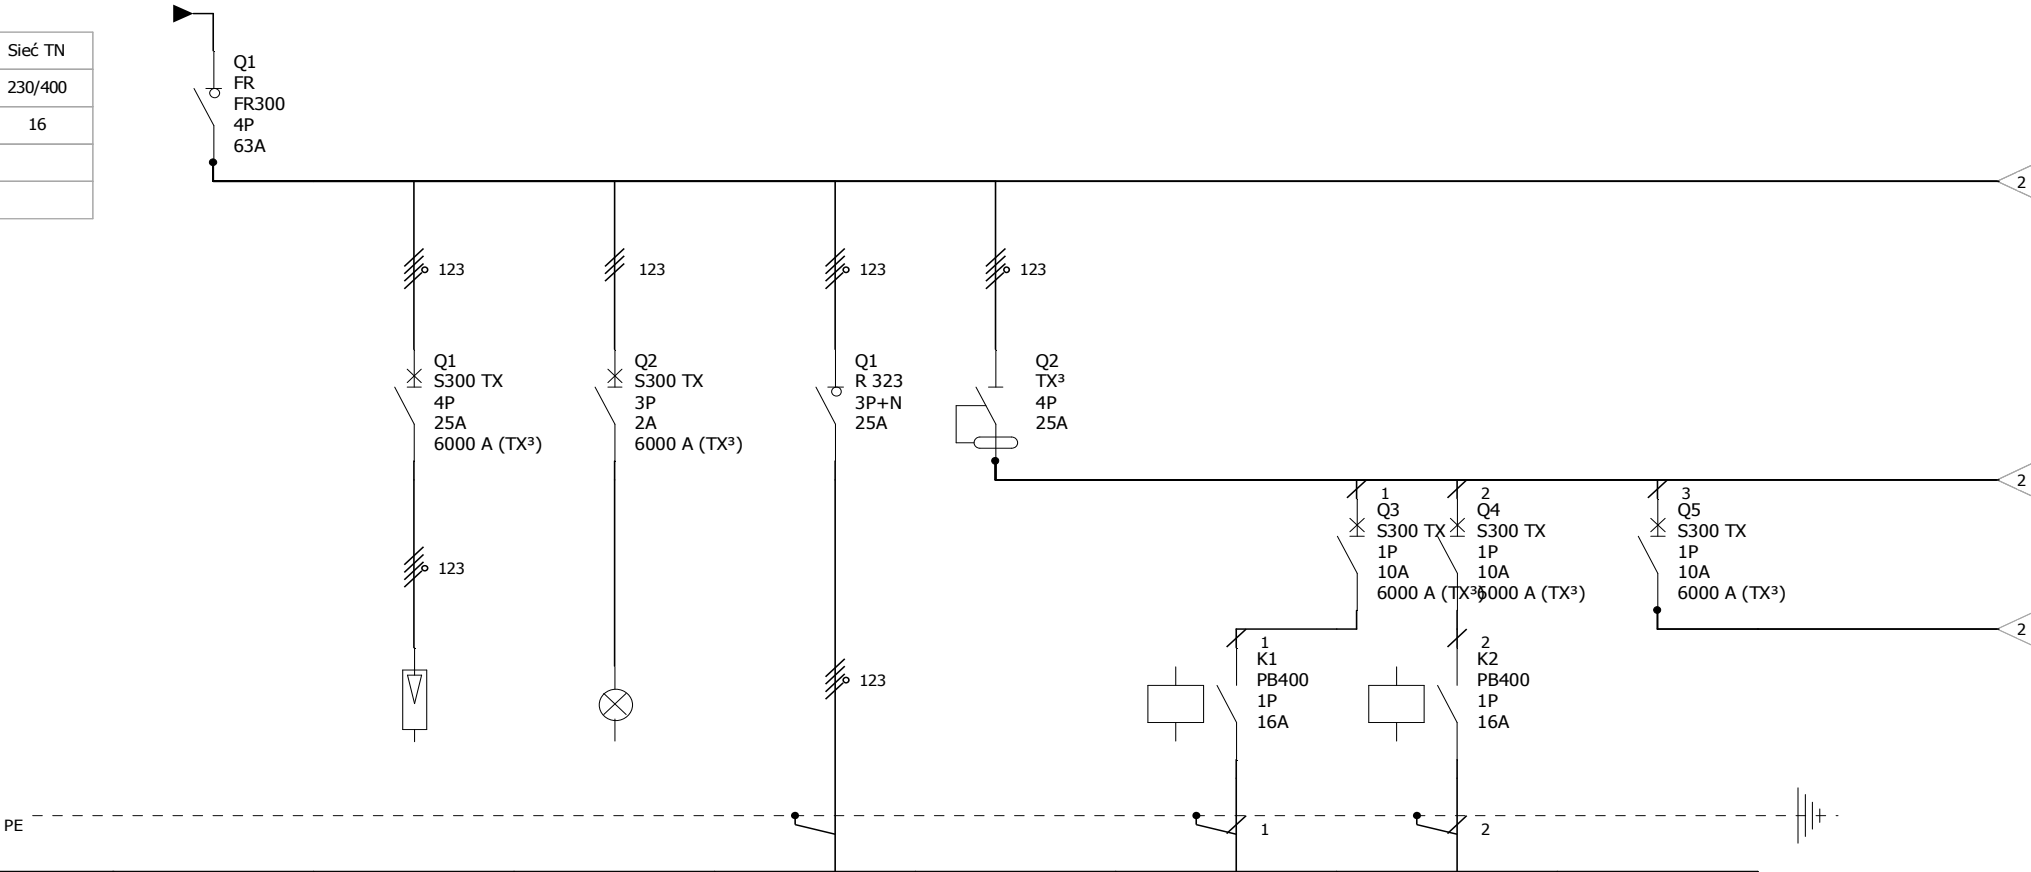 Sieć TN
230/400
16
Q1
FR
FR300
4P
63A
2
123
123
123
123
Q1
S300 TX
4P
25A
6000 A (TX³)
Q2
S300 TX
3P
2A
6000 A (TX³)
Q1
R 323
3P+N
25A
Q2
TX³
4P
25A
2
1
Q3
S300 TX
1P
10A
6000 A (TX³)
2
Q4
S300 TX
1P
10A
6000 A (TX³)
3
Q5
S300 TX
1P
10A
6000 A (TX³)
123
2
1
K1
PB400
1P
16A
2
K2
PB400
1P
16A
123
PE
1
2